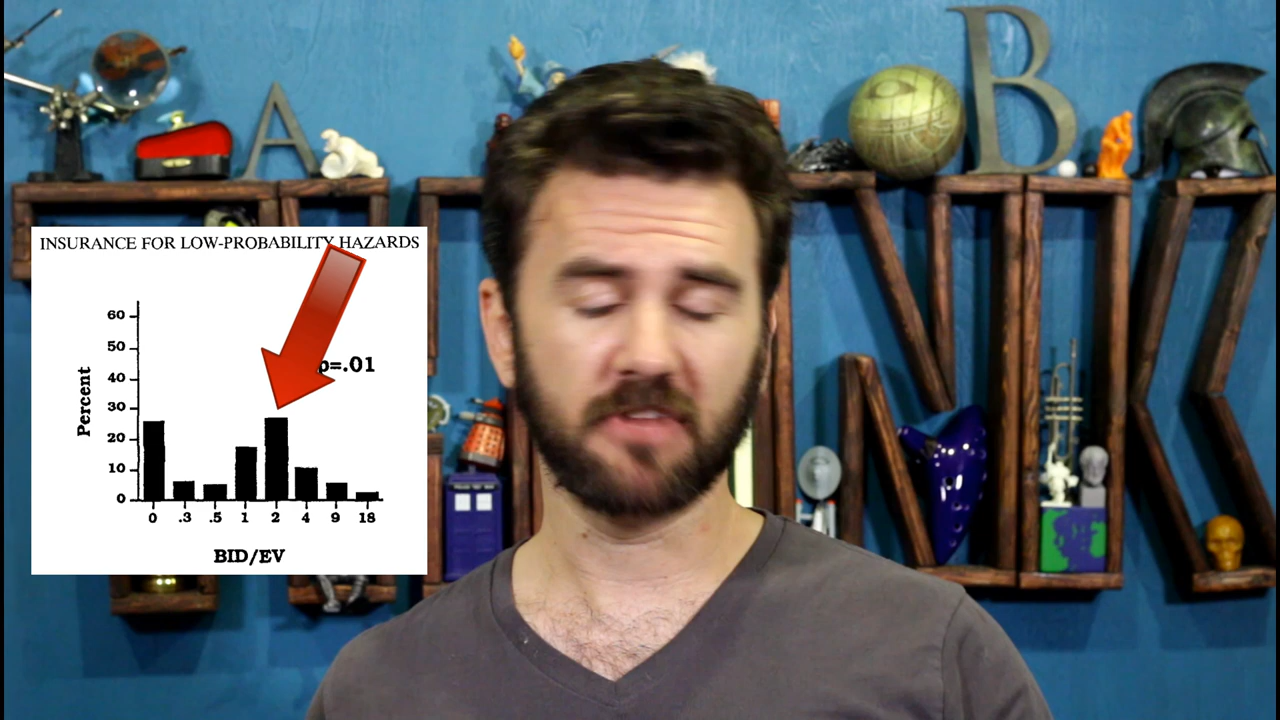 A
B
INSURANCE FOR LOW-PROBABILITY HAZARDS
60
50
40
30
20
10
0
Percent
p=.01
0 .3 .5 1 2 4 9 18
BID/EV